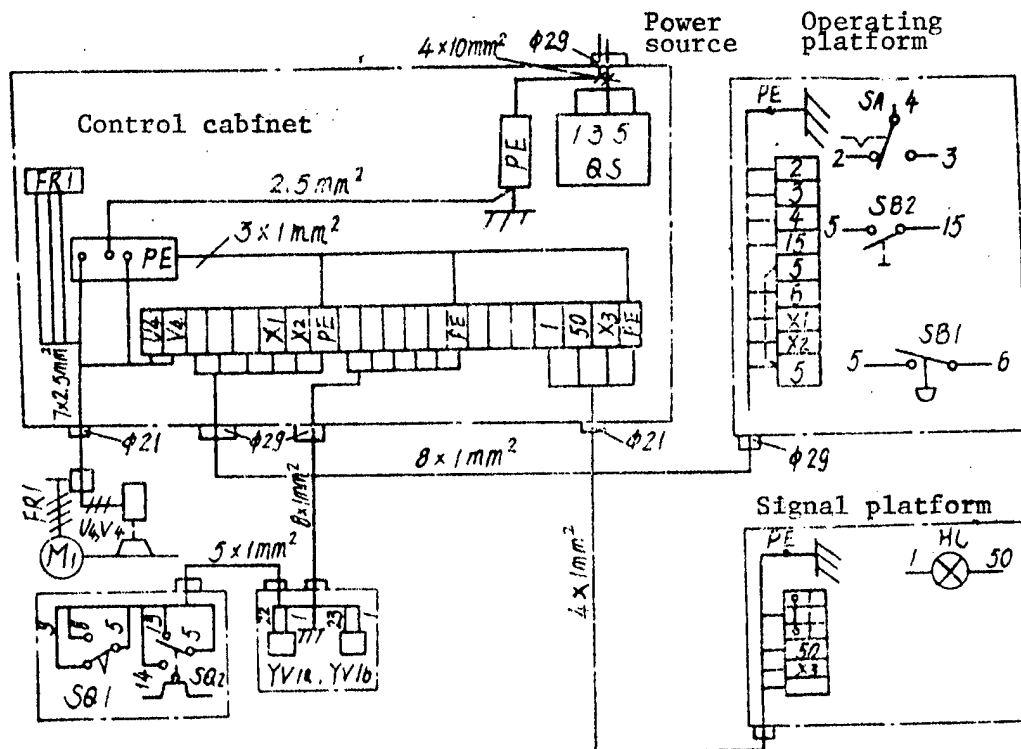 Power source
Operating platform
4×10mm²
φ29
Control cabinet
1 3 5
QS
PE
FR1
2.5mm²
PE
3×1mm²
V4
V4
X1
X2
PE
PE
1
50
X3
PE
7×2.5mm²
φ21
φ29
φ21
8×1mm²
φ29
PE
SA
4
2
3
2
3
4
15
5
6
X1
X2
5
SB2
5
15
SB1
5
6
FR1
U4,V4
M1
8×1mm²
5×1mm²
4×1mm²
5
13
5
14
SQ1
SQ2
22
1
23
1
YV1a, YV1b
Signal platform
PE
HL
1
50
1
1
50
X3